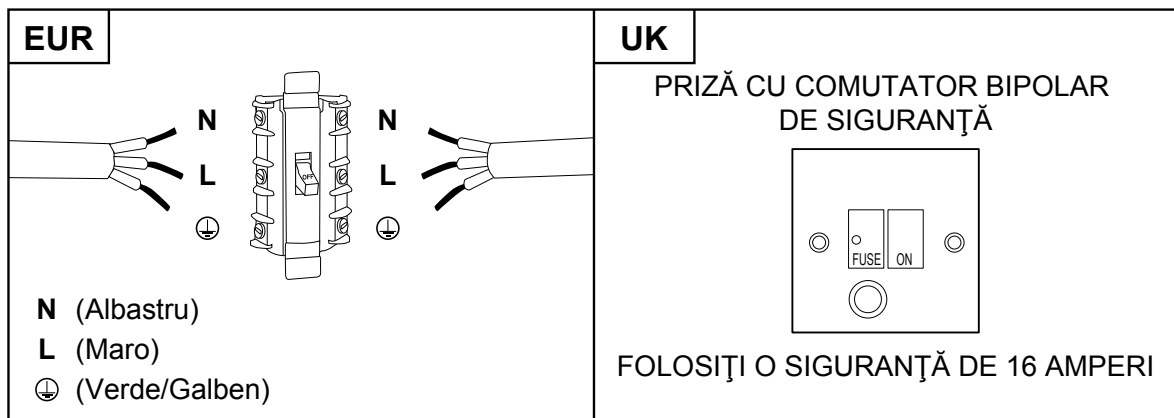 EUR
N
N
L
L
OFF
N (Albastru)
L (Maro)
(Verde/Galben)
UK
PRIZĂ CU COMUTATOR BIPOLAR
DE SIGURANŢĂ
FUSE ON
FOLOSIŢI O SIGURANŢĂ DE 16 AMPERI